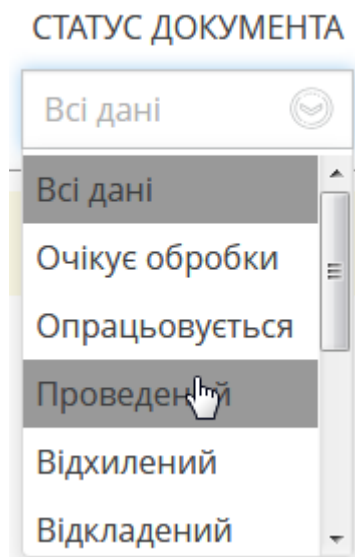 СТАТУС ДОКУМЕНТА
Всі дані
Всі дані
Очікує обробки
Опрацьовується
Проведений
Відхилений
Відкладений